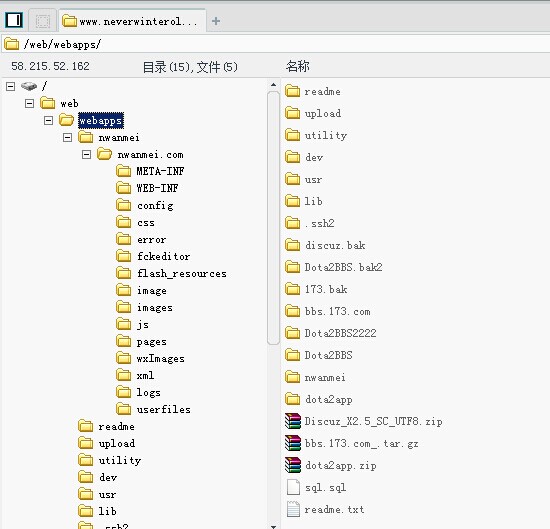 www.neverwinterol...
/web/webapps/
58.215.52.162 目录(15),文件(5) 名称
/
web
webapps
nwanmei
nwanmei.com
META-INF
WEB-INF
config
css
error
fckeditor
flash_resources
image
images
js
pages
wxImages
xml
logs
userfiles
readme
upload
utility
dev
usr
lib
.ssh2
readme
upload
utility
dev
usr
lib
.ssh2
discuz.bak
Dota2BBS.bak2
173.bak
bbs.173.com
Dota2BBS2222
Dota2BBS
nwanmei
dota2app
Discuz_X2.5_SC_UTF8.zip
bbs.173.com_.tar.gz
dota2app.zip
sql.sql
readme.txt